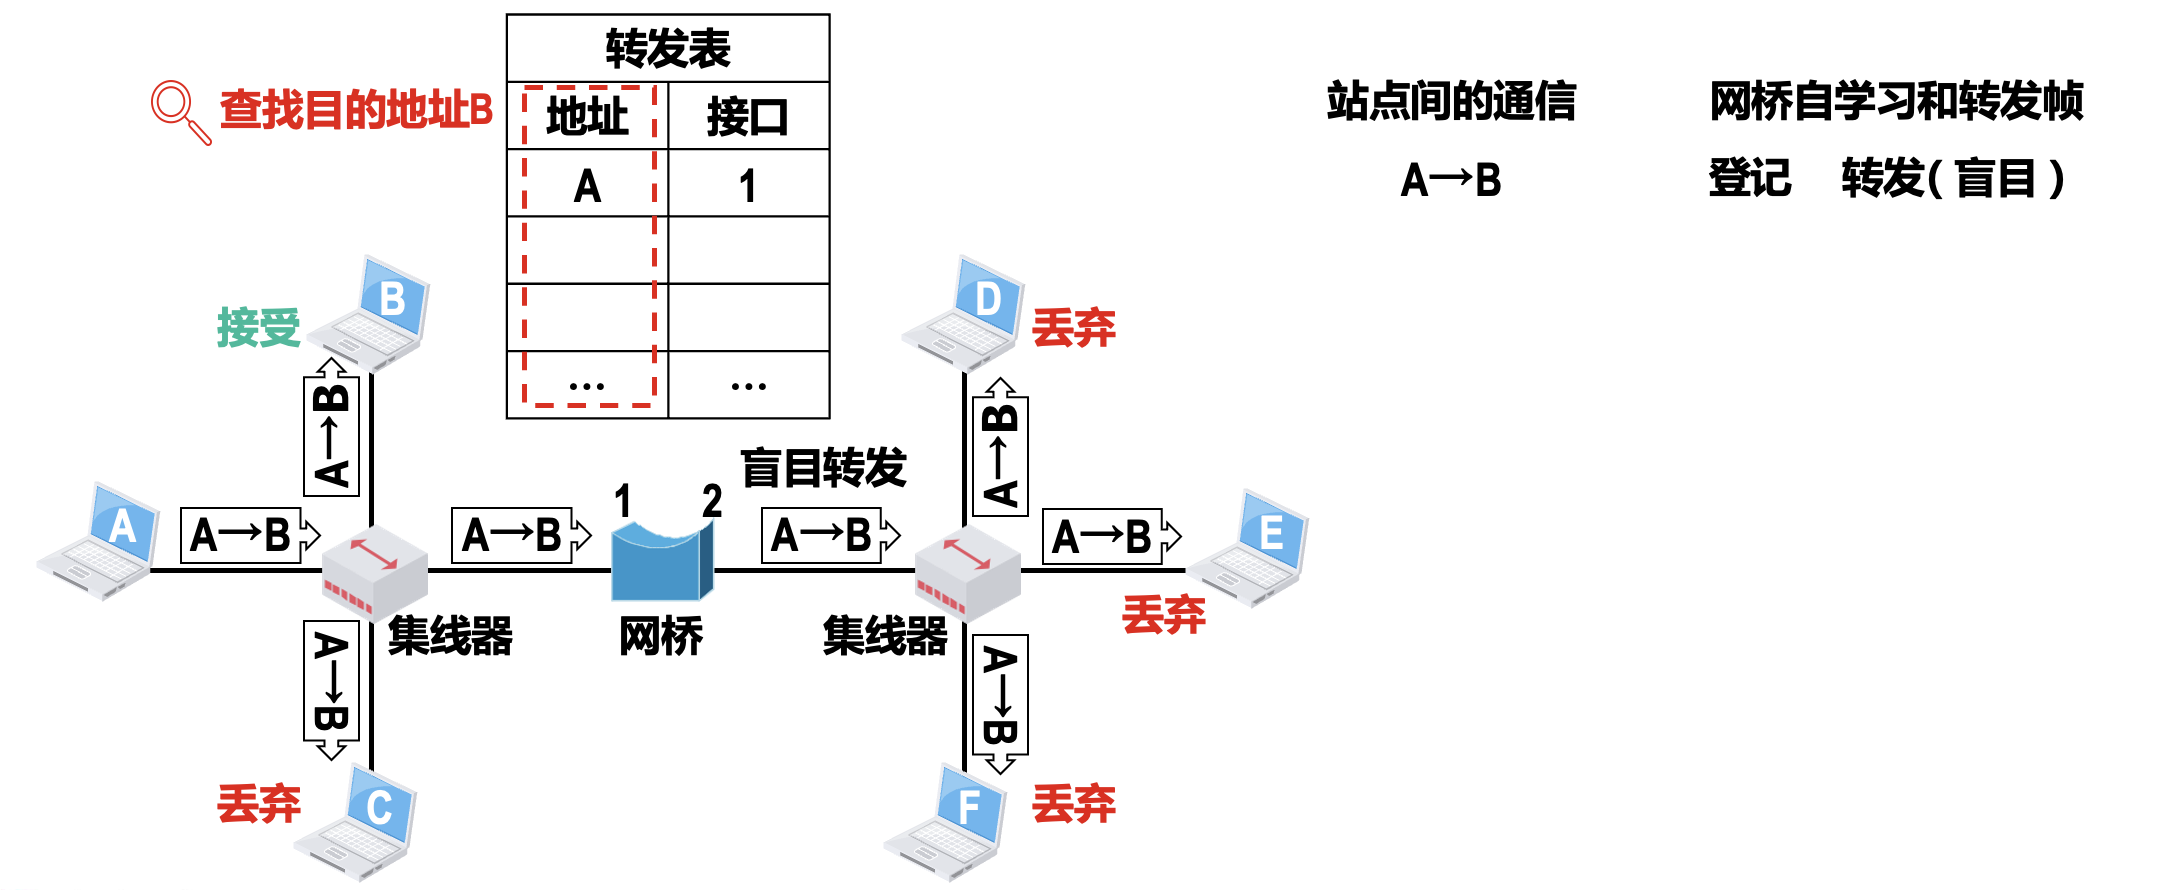 转发表
查找目的地址B
地址 接口
A 1
... ...
站点间的通信 网桥自学习和转发帧
A→B 登记 转发(盲目)
B
接受
A→B
D
丢弃
A→B
盲目转发
1 2
A
A→B
A→B
A→B
A→B
E
丢弃
集线器
网桥
集线器
A→B
A→B
丢弃
C
F
丢弃